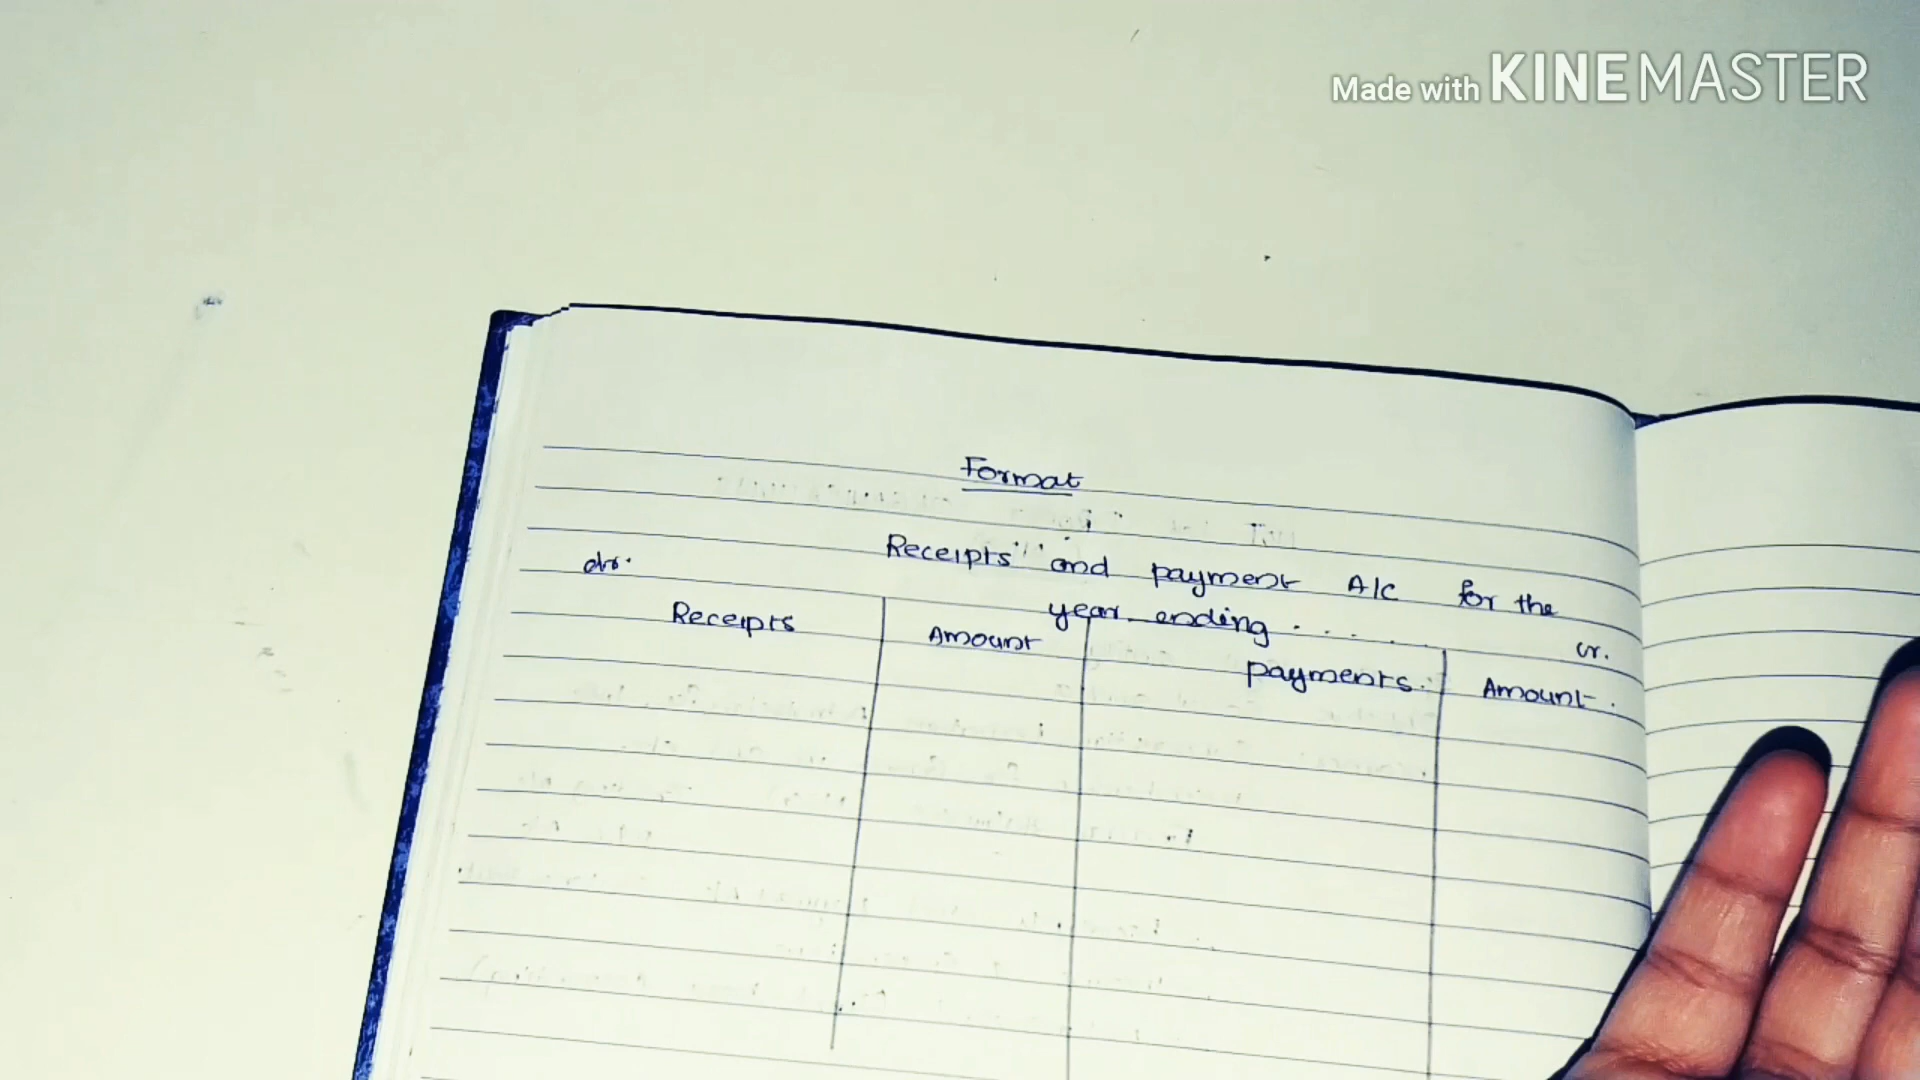 Made with KINEMASTER
Format
Receipts and payment A/c for the
year ending . . . .
dr.
cr.
Receipts
Amount
payments.
Amount.